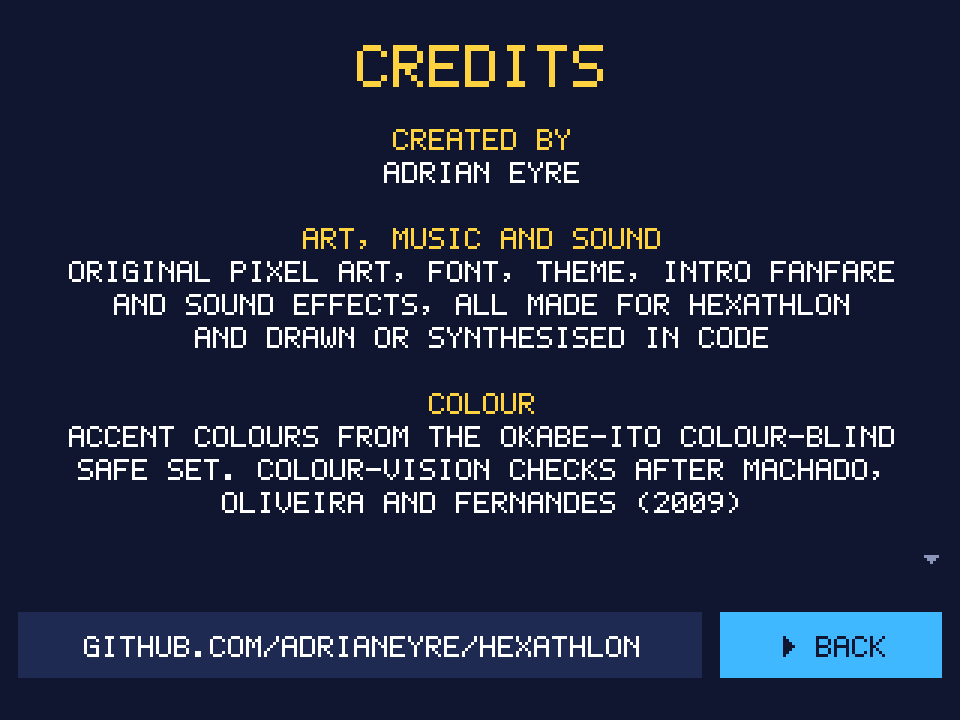 CREDITS
CREATED BY
ADRIAN EYRE
ART, MUSIC AND SOUND
ORIGINAL PIXEL ART, FONT, THEME, INTRO FANFARE
AND SOUND EFFECTS, ALL MADE FOR HEXATHLON
AND DRAWN OR SYNTHESISED IN CODE
COLOUR
ACCENT COLOURS FROM THE OKABE-ITO COLOUR-BLIND
SAFE SET. COLOUR-VISION CHECKS AFTER MACHADO,
OLIVEIRA AND FERNANDES (2009)
GITHUB.COM/ADRIANEYRE/HEXATHLON
BACK